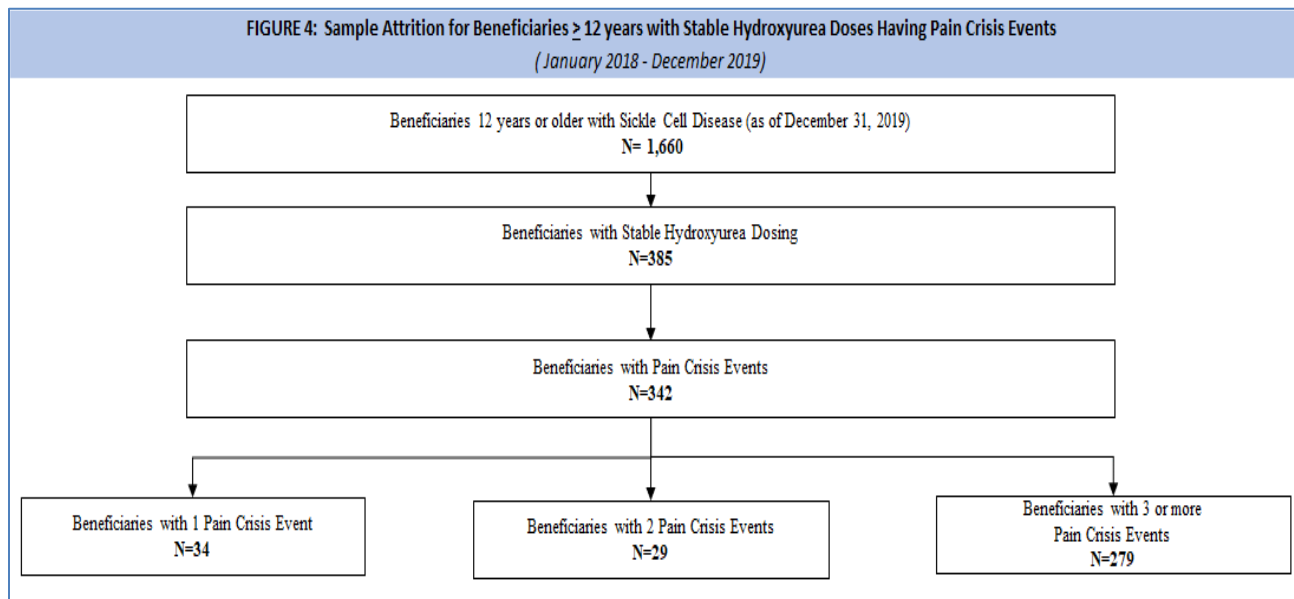 FIGURE 4: Sample Attrition for Beneficiaries ≥ 12 years with Stable Hydroxyurea Doses Having Pain Crisis Events
( January 2018 - December 2019)
Beneficiaries 12 years or older with Sickle Cell Disease (as of December 31, 2019)
N= 1,660
Beneficiaries with Stable Hydroxyurea Dosing
N=385
Beneficiaries with Pain Crisis Events
N=342
Beneficiaries with 1 Pain Crisis Event
N=34
Beneficiaries with 2 Pain Crisis Events
N=29
Beneficiaries with 3 or more
Pain Crisis Events
N=279